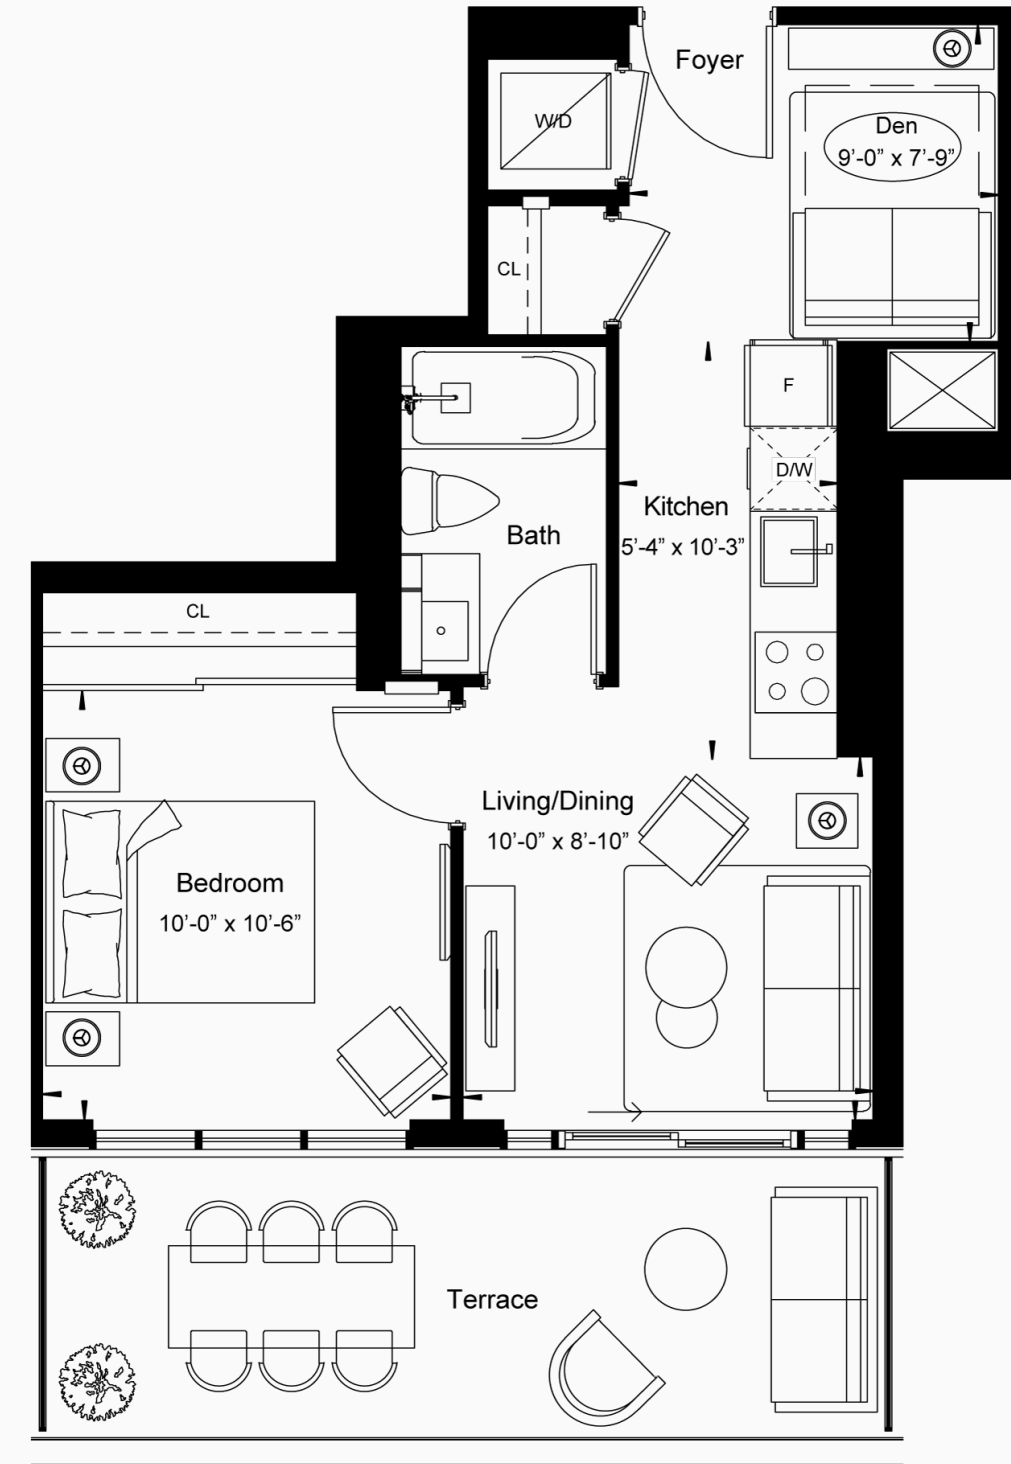 Foyer
W/D
Den
9’-0” x 7’-9”
CL
F
D/W
Kitchen
5’-4” x 10’-3”
Bath
CL
Living/Dining
10’-0” x 8’-10”
Bedroom
10’-0” x 10’-6”
Terrace